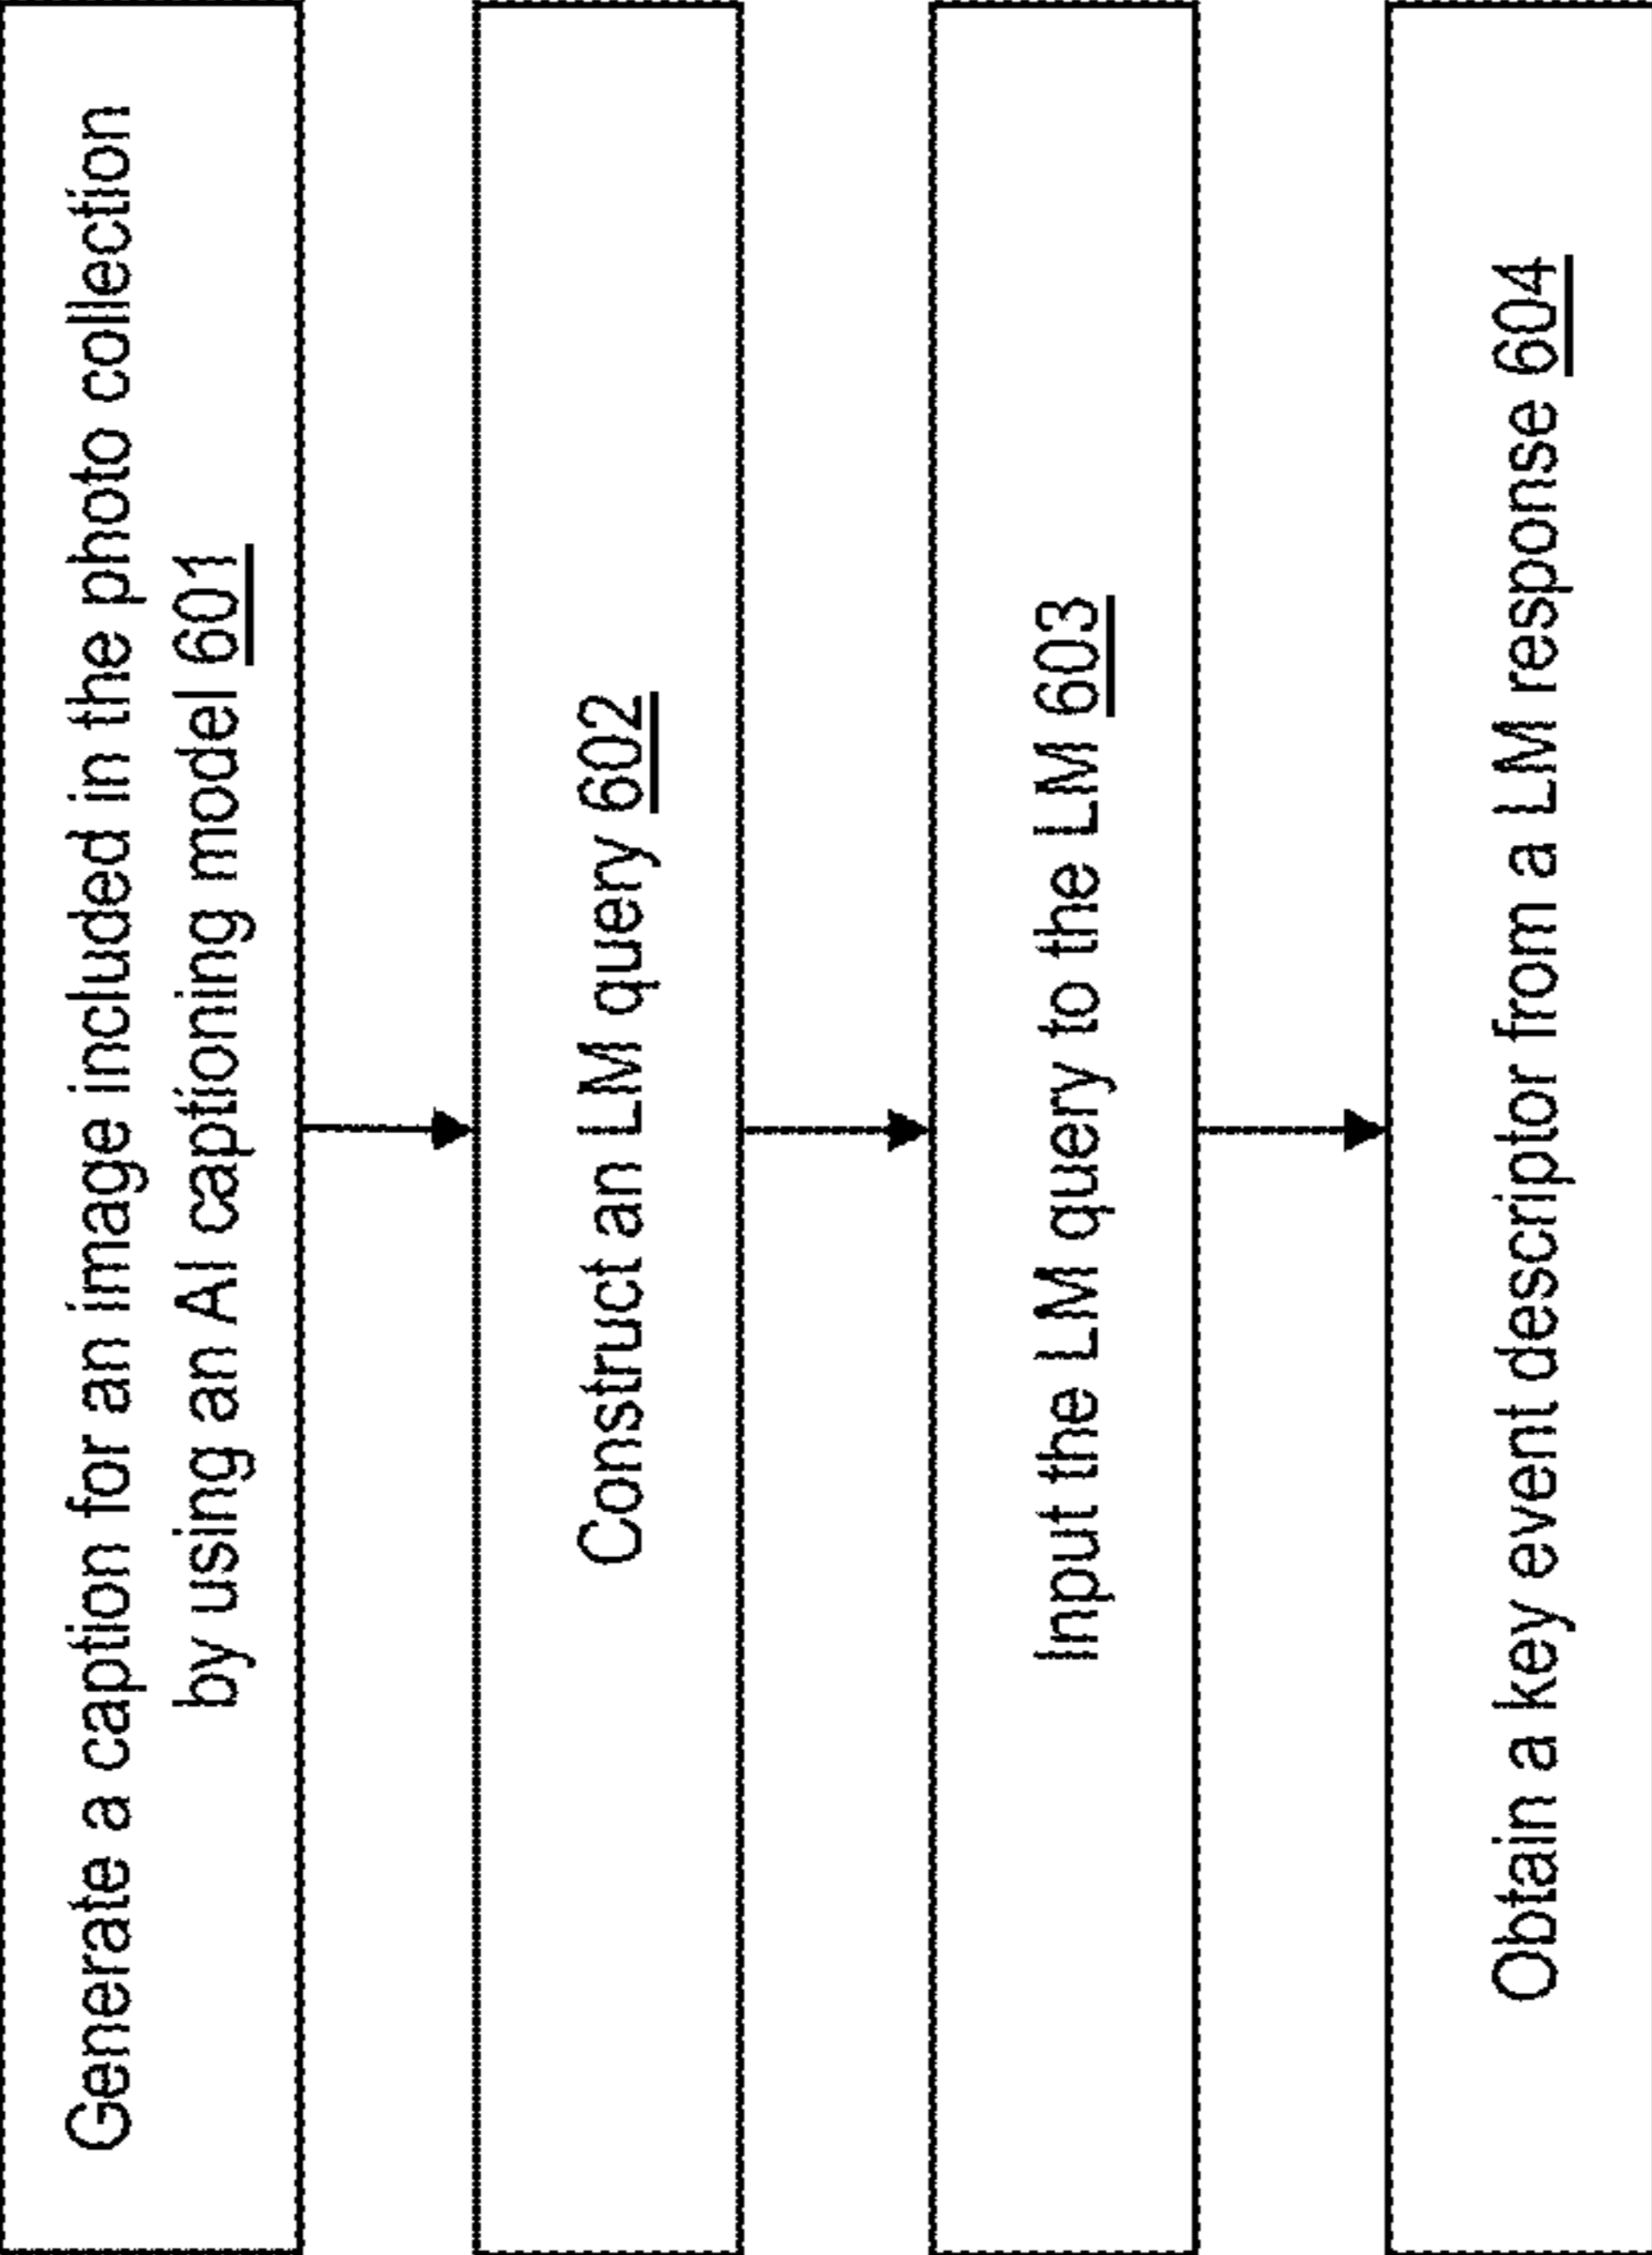 Generate a caption for an image included in the photo collection
by using an AI captioning model 601
Construct an LM query 602
Input the LM query to the LM 603
Obtain a key event descriptor from a LM response 604